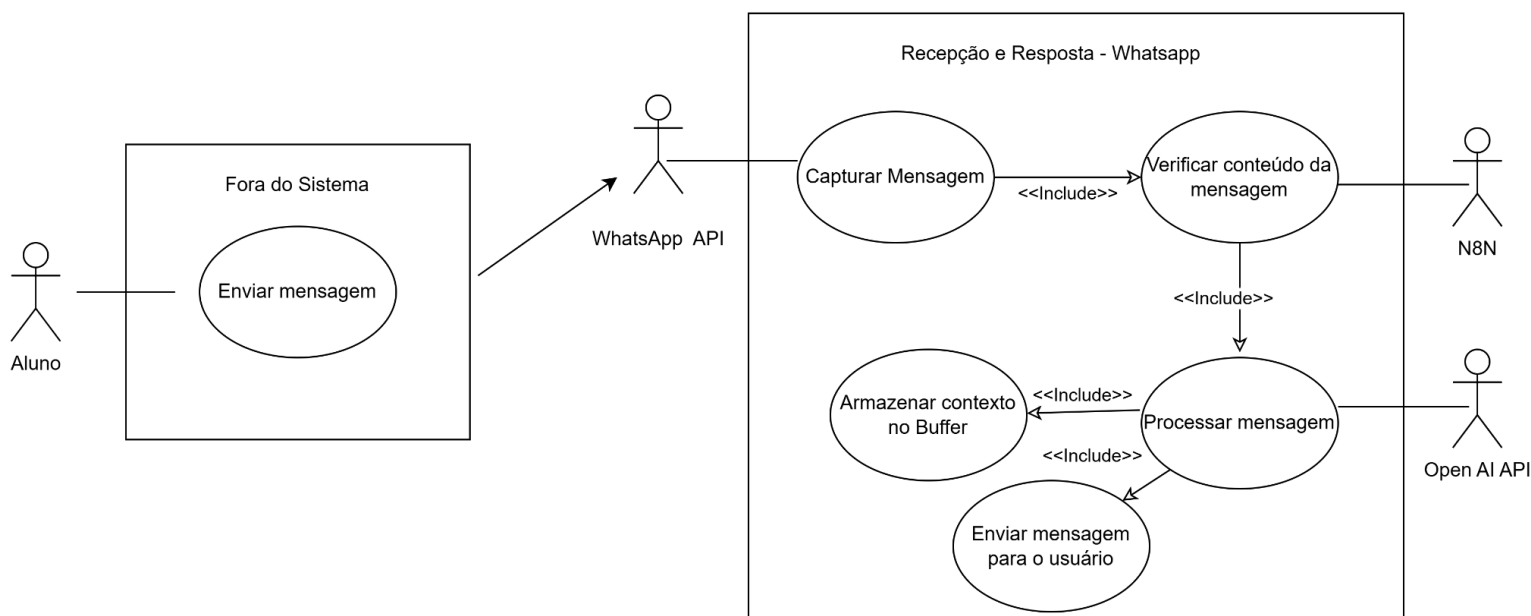 Recepção e Resposta - Whatsapp
Fora do Sistema
Enviar mensagem
Aluno
WhatsApp API
Capturar Mensagem
<<Include>>
Verificar conteúdo da
mensagem
N8N
<<Include>>
Armazenar contexto
no Buffer
<<Include>>
Processar mensagem
Open AI API
<<Include>>
Enviar mensagem
para o usuário